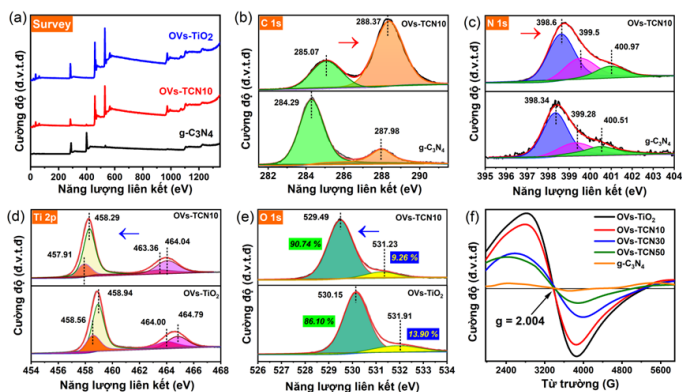 (a)
Survey
OVs-TiO2
OVs-TCN10
g-C3N4
Cường độ (đ.v.t.đ)
0 300 600 900 1200
Năng lượng liên kết (eV)
(b)
C 1s
288.37
OVs-TCN10
285.07
284.29
287.98
g-C3N4
Cường độ (d.v.t.d)
282 284 286 288 290
Năng lượng liên kết (eV)
(c)
N 1s
398.6
OVs-TCN10
399.5
400.97
398.34
399.28
400.51
g-C3N4
Cường độ (d.v.t.d)
395 396 397 398 399 400 401 402 403 404
Năng lượng liên kết (eV)
(d)
Ti 2p
458.29
OVs-TCN10
457.91
463.36
464.04
458.94
OVs-TiO2
458.56
464.00
464.79
Cường độ (d.v.t.d)
454 456 458 460 462 464 466 468
Năng lượng liên kết (eV)
(e)
O 1s
529.49
OVs-TCN10
90.74 %
531.23
9.26 %
530.15
OVs-TiO2
86.10 %
531.91
13.90 %
Cường độ (d.v.t.d)
526 527 528 529 530 531 532 533 534
Năng lượng liên kết (eV)
(f)
OVs-TiO2
OVs-TCN10
OVs-TCN30
OVs-TCN50
g-C3N4
g = 2.004
Cường độ (d.v.t.d)
2400 3600 4800 6000
Từ trường (G)